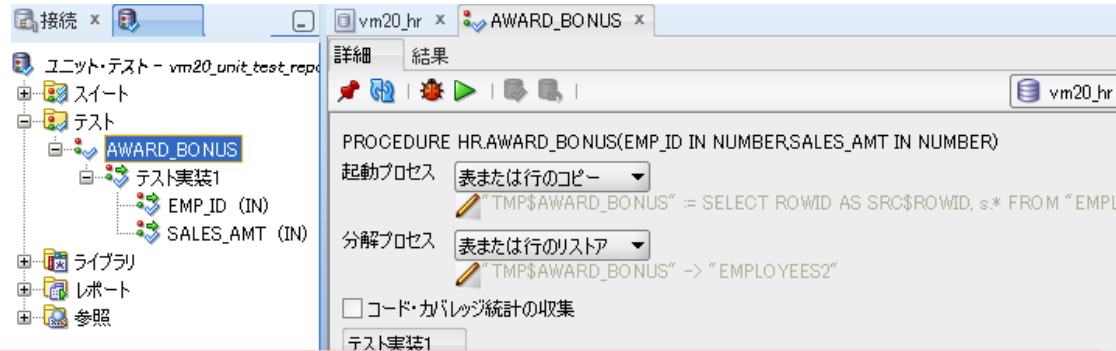 接続
ユニット・テスト - vm20_unit_test_repo
スイート
テスト
AWARD_BONUS
テスト実装1
EMP_ID (IN)
SALES_AMT (IN)
ライブラリ
レポート
参照
vm20_hr
AWARD_BONUS
詳細 結果
vm20_hr
PROCEDURE HR.AWARD_BONUS(EMP_ID IN NUMBER,SALES_AMT IN NUMBER)
起動プロセス 表または行のコピー
"TMP$AWARD_BONUS" := SELECT ROWID AS SRC$ROWID, s.* FROM "EMPL
分解プロセス 表または行のリストア
"TMP$AWARD_BONUS" -> "EMPLOYEES2"
コード・カバレッジ統計の収集
テスト実装1